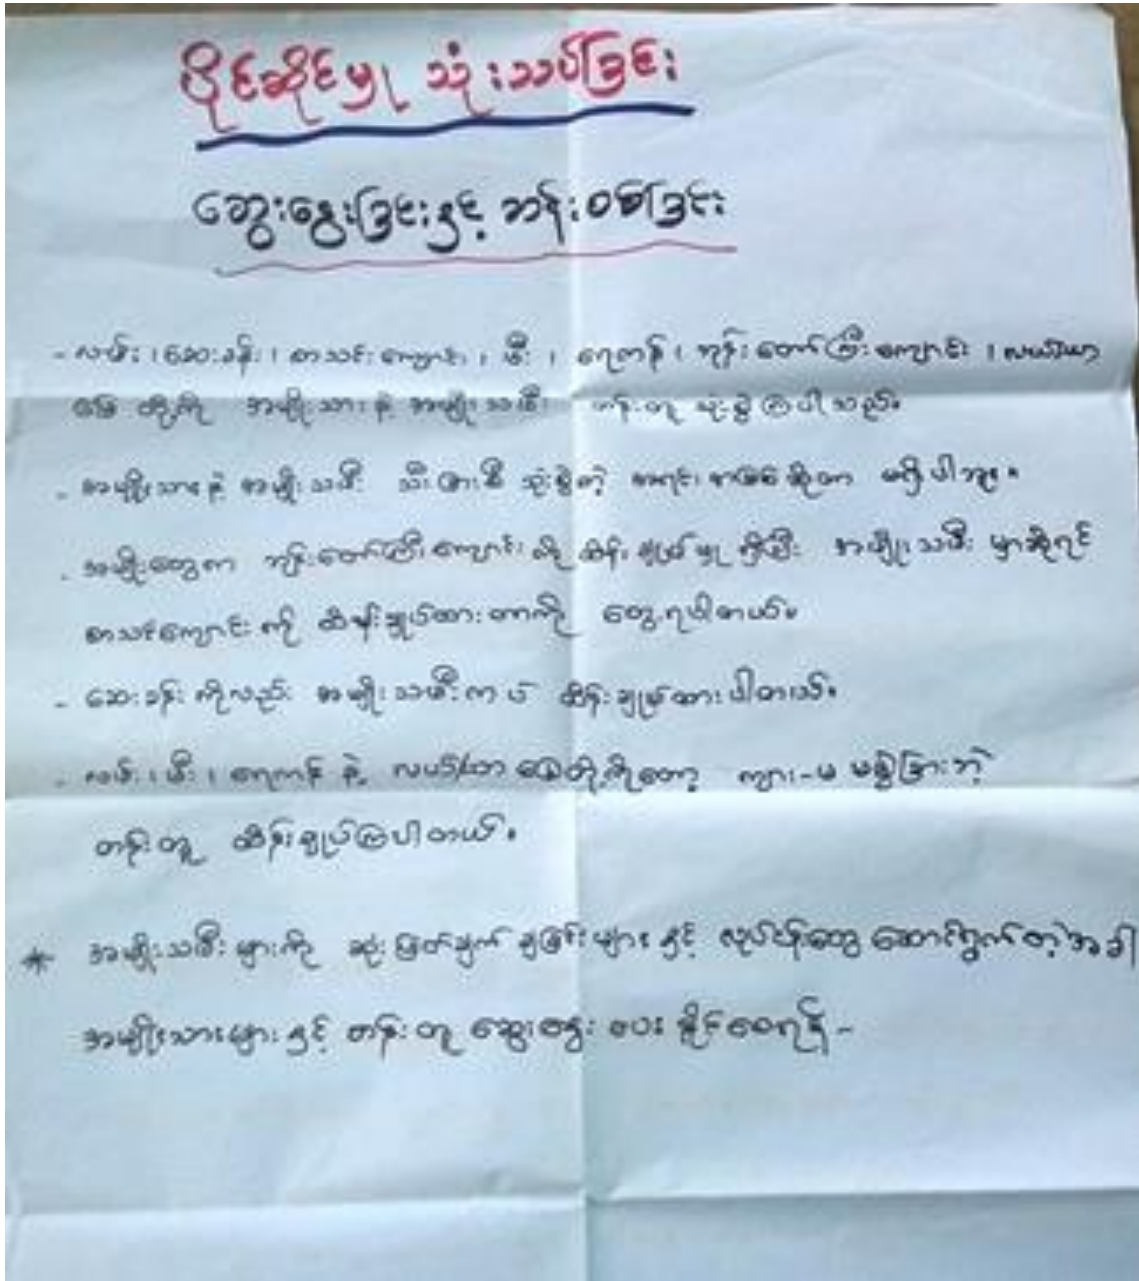 ပိုင်ဆိုင်မှု သုံးသပ်ခြင်း
ဆွေးနွေးခြင်းနှင့် ဆန်းစစ်ခြင်း
- လမ်း ၊ ဆေးခန်း ၊ စာသင်ကျောင်း ၊ မီး ၊ ရေကန် ၊ ဘုန်းတော်ကြီးကျောင်း ၊ လယ်ယာ
မြေ တို့ကို အမျိုးသားနဲ့ အမျိုးသမီး တန်းတူ သုံးစွဲကြပါသည်။
- အမျိုးသားနဲ့ အမျိုးသမီး သီးခြားစီ သုံးစွဲတဲ့ အရင်းအမြစ်ဆိုတာ မရှိပါဘူး။
- အမျိုးတွေက ဘုန်းတော်ကြီးကျောင်းကို ထိန်းချုပ်မှု ရှိပြီး အမျိုးသမီး မှာဆိုရင်
စာသင်ကျောင်းကို ထိန်းချုပ်ထားတာကို တွေ့ရပါတယ်။
- ဆေးခန်းကိုလည်း အမျိုးသမီးကပဲ ထိန်းချုပ်ထားပါတယ်။
- လမ်း ၊ မီး ၊ ရေကန် နဲ့ လယ်ယာမြေတို့ကိုတော့ ကျား-မ မခွဲခြားဘဲ
တန်းတူ ထိန်းချုပ်ကြပါတယ်။
* အမျိုးသမီးများကို ဆုံးဖြတ်ချက် ချခြင်းများနှင့် လုပ်ငန်းတွေ ဆောင်ရွက်တဲ့အခါ
အမျိုးသားများနှင့် တန်းတူ ဆွေးနွေး ပေးနိုင်စေရန် -